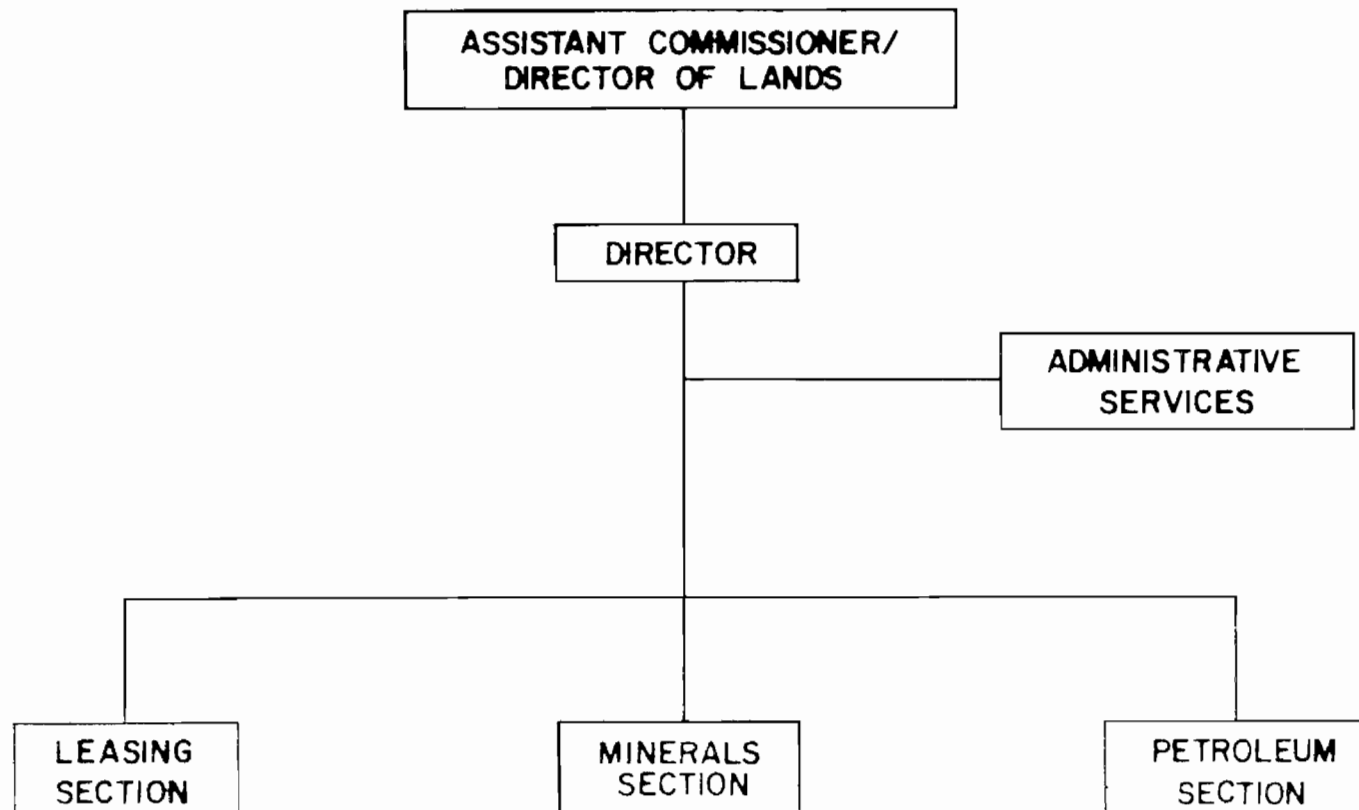 ASSISTANT COMMISSIONER/
DIRECTOR OF LANDS
DIRECTOR
ADMINISTRATIVE
SERVICES
LEASING
SECTION
MINERALS
SECTION
PETROLEUM
SECTION